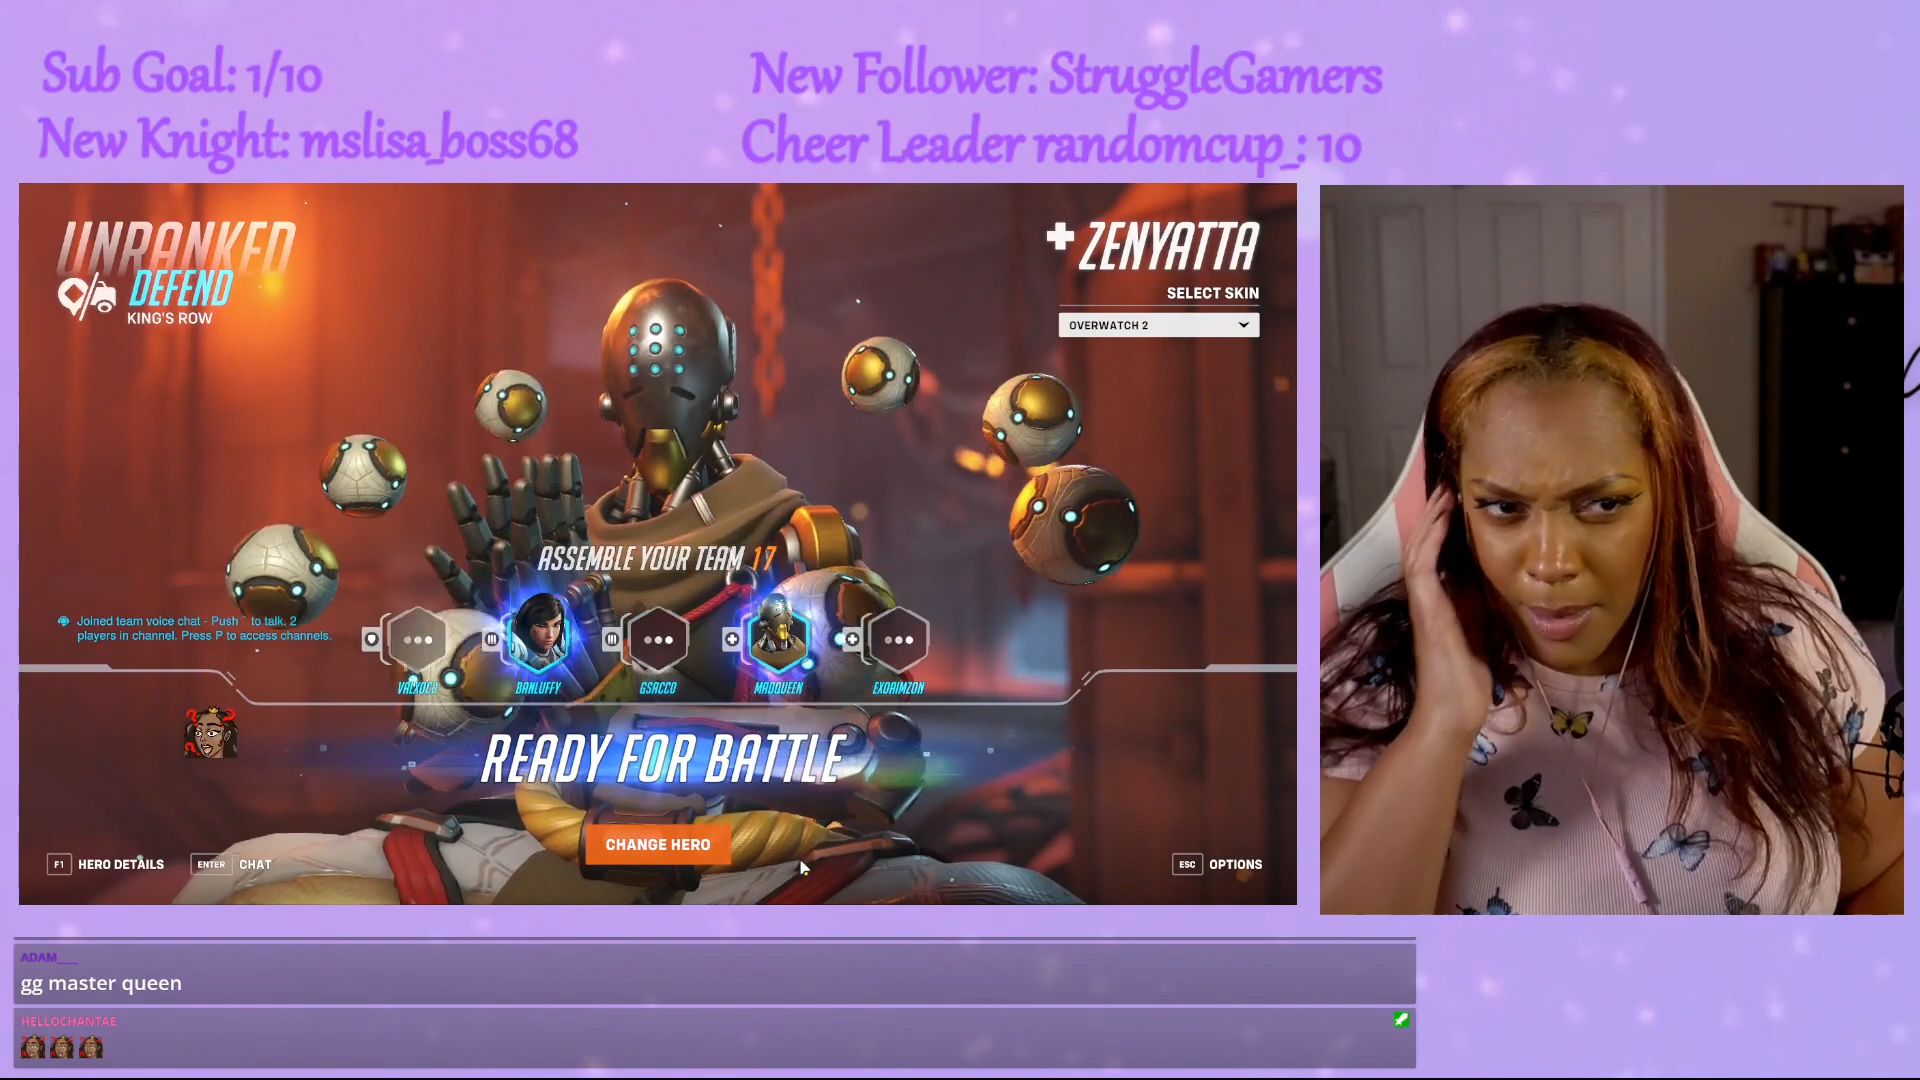 Sub Goal: 1/10
New Follower: StruggleGamers
New Knight: mslisa_boss68
Cheer Leader randomcup_: 10
UNRANKED
DEFEND
KING'S ROW
ZENYATTA
SELECT SKIN
OVERWATCH 2
ASSEMBLE YOUR TEAM 17
Joined team voice chat - Push ` to talk. 2
players in channel. Press P to access channels.
BANLUFFY
GSACCO
MADQUEEN
EXOAIMZON
READY FOR BATTLE
CHANGE HERO
F1 HERO DETAILS
ENTER CHAT
ESC OPTIONS
ADAM___
gg master queen
HELLOCHANTAE